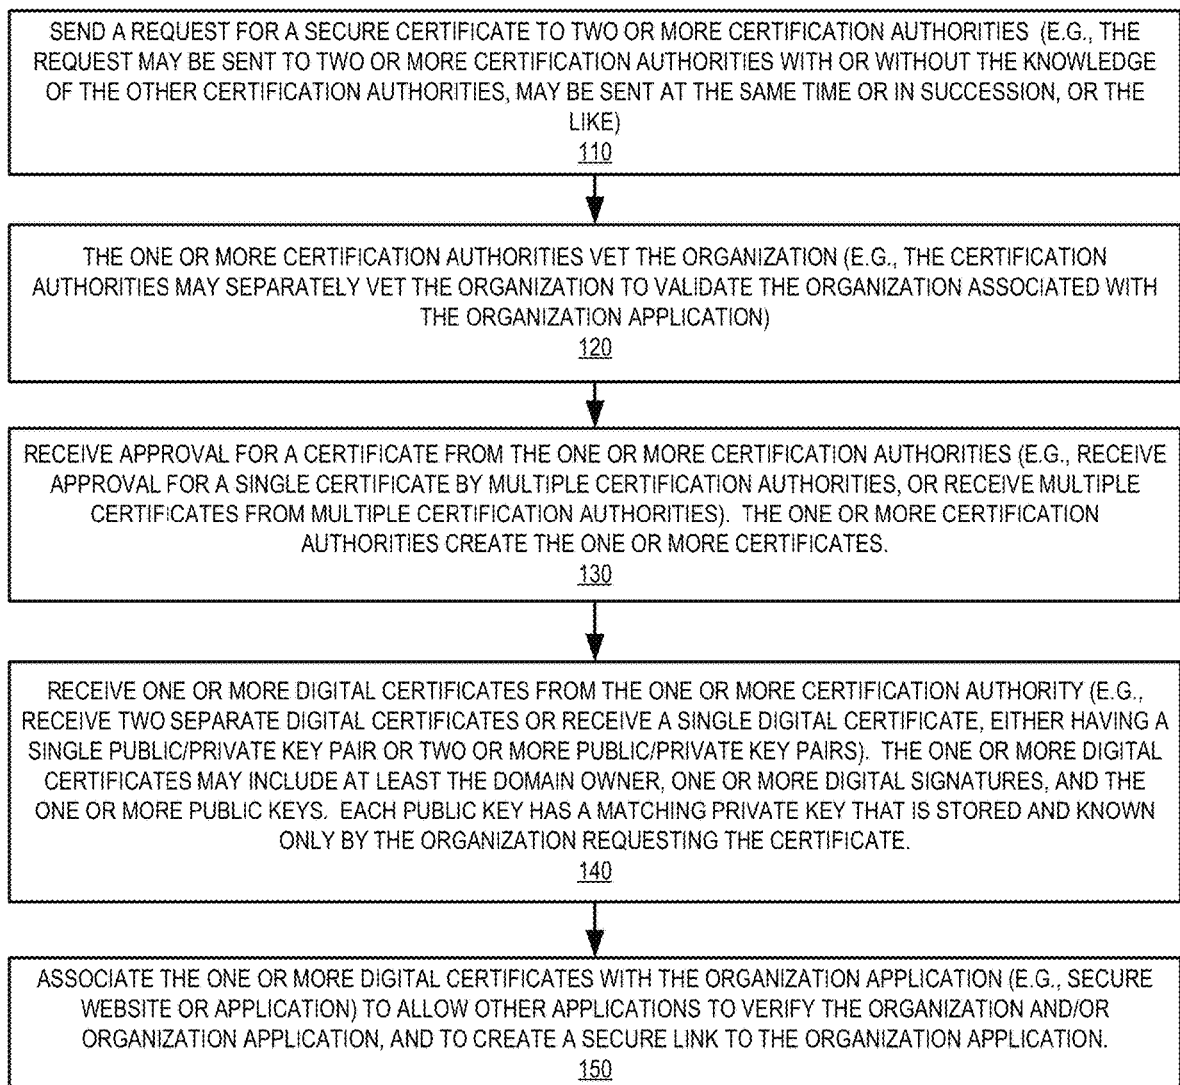 SEND A REQUEST FOR A SECURE CERTIFICATE TO TWO OR MORE CERTIFICATION AUTHORITIES (E.G., THE
REQUEST MAY BE SENT TO TWO OR MORE CERTIFICATION AUTHORITIES WITH OR WITHOUT THE KNOWLEDGE
OF THE OTHER CERTIFICATION AUTHORITIES, MAY BE SENT AT THE SAME TIME OR IN SUCCESSION, OR THE
LIKE)
110
THE ONE OR MORE CERTIFICATION AUTHORITIES VET THE ORGANIZATION (E.G., THE CERTIFICATION
AUTHORITIES MAY SEPARATELY VET THE ORGANIZATION TO VALIDATE THE ORGANIZATION ASSOCIATED WITH
THE ORGANIZATION APPLICATION)
120
RECEIVE APPROVAL FOR A CERTIFICATE FROM THE ONE OR MORE CERTIFICATION AUTHORITIES (E.G., RECEIVE
APPROVAL FOR A SINGLE CERTIFICATE BY MULTIPLE CERTIFICATION AUTHORITIES, OR RECEIVE MULTIPLE
CERTIFICATES FROM MULTIPLE CERTIFICATION AUTHORITIES). THE ONE OR MORE CERTIFICATION
AUTHORITIES CREATE THE ONE OR MORE CERTIFICATES.
130
RECEIVE ONE OR MORE DIGITAL CERTIFICATES FROM THE ONE OR MORE CERTIFICATION AUTHORITY (E.G.,
RECEIVE TWO SEPARATE DIGITAL CERTIFICATES OR RECEIVE A SINGLE DIGITAL CERTIFICATE, EITHER HAVING A
SINGLE PUBLIC/PRIVATE KEY PAIR OR TWO OR MORE PUBLIC/PRIVATE KEY PAIRS). THE ONE OR MORE DIGITAL
CERTIFICATES MAY INCLUDE AT LEAST THE DOMAIN OWNER, ONE OR MORE DIGITAL SIGNATURES, AND THE
ONE OR MORE PUBLIC KEYS. EACH PUBLIC KEY HAS A MATCHING PRIVATE KEY THAT IS STORED AND KNOWN
ONLY BY THE ORGANIZATION REQUESTING THE CERTIFICATE.
140
ASSOCIATE THE ONE OR MORE DIGITAL CERTIFICATES WITH THE ORGANIZATION APPLICATION (E.G., SECURE
WEBSITE OR APPLICATION) TO ALLOW OTHER APPLICATIONS TO VERIFY THE ORGANIZATION AND/OR
ORGANIZATION APPLICATION, AND TO CREATE A SECURE LINK TO THE ORGANIZATION APPLICATION.
150